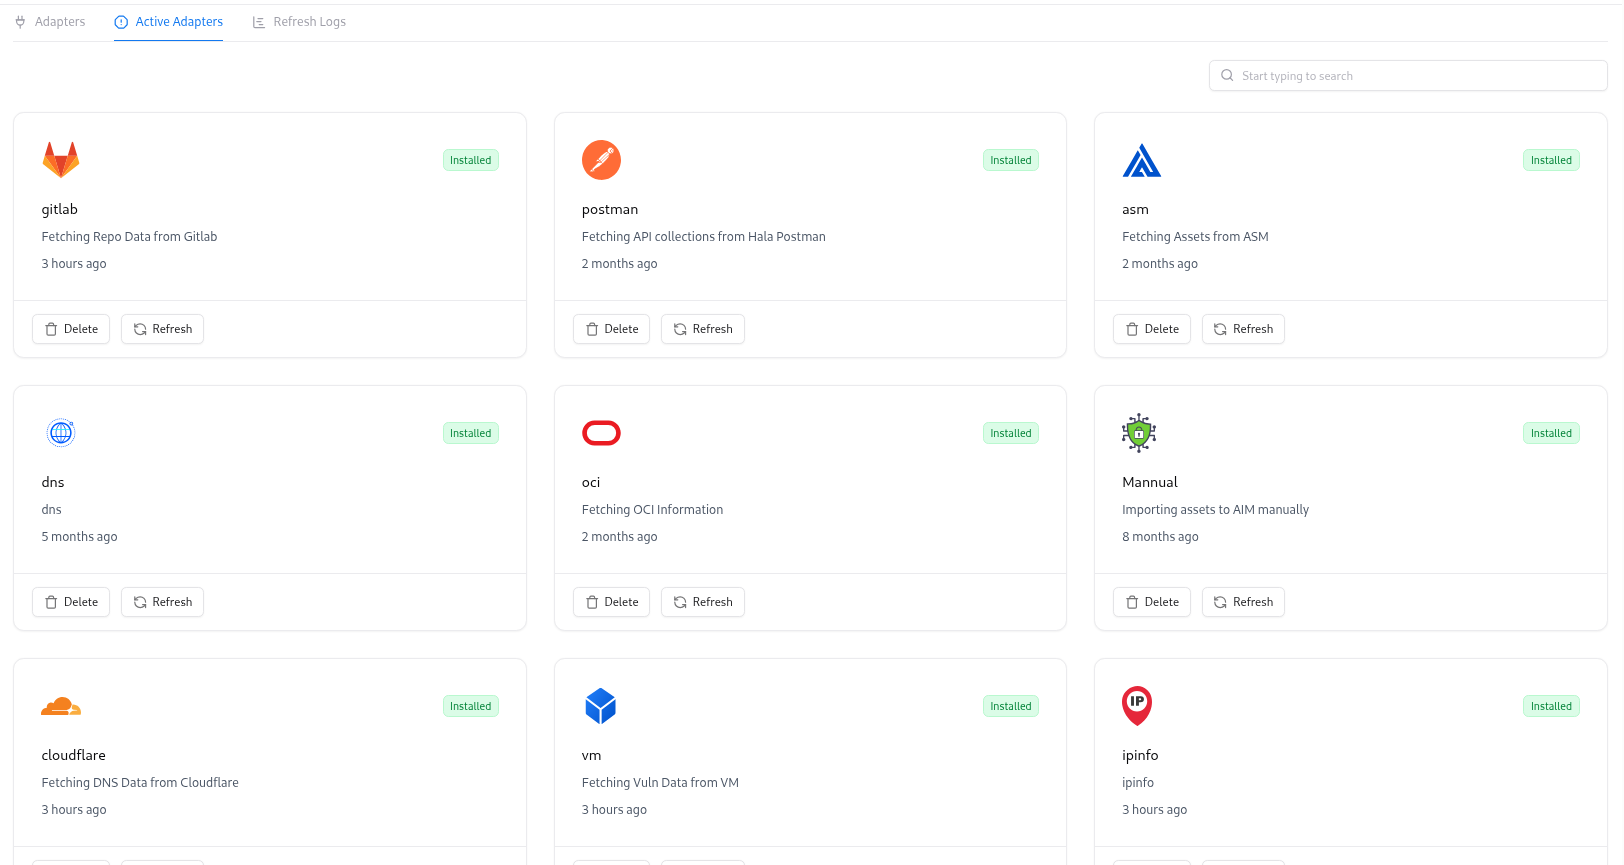 Adapters
Active Adapters
Refresh Logs
Start typing to search
Installed
gitlab
Fetching Repo Data from Gitlab
3 hours ago
Delete
Refresh
Installed
postman
Fetching API collections from Hala Postman
2 months ago
Delete
Refresh
Installed
asm
Fetching Assets from ASM
2 months ago
Delete
Refresh
Installed
dns
dns
5 months ago
Delete
Refresh
Installed
oci
Fetching OCI Information
2 months ago
Delete
Refresh
Installed
Mannual
Importing assets to AIM manually
8 months ago
Delete
Refresh
Installed
cloudflare
Fetching DNS Data from Cloudflare
3 hours ago
Installed
vm
Fetching Vuln Data from VM
3 hours ago
IP
Installed
ipinfo
ipinfo
3 hours ago